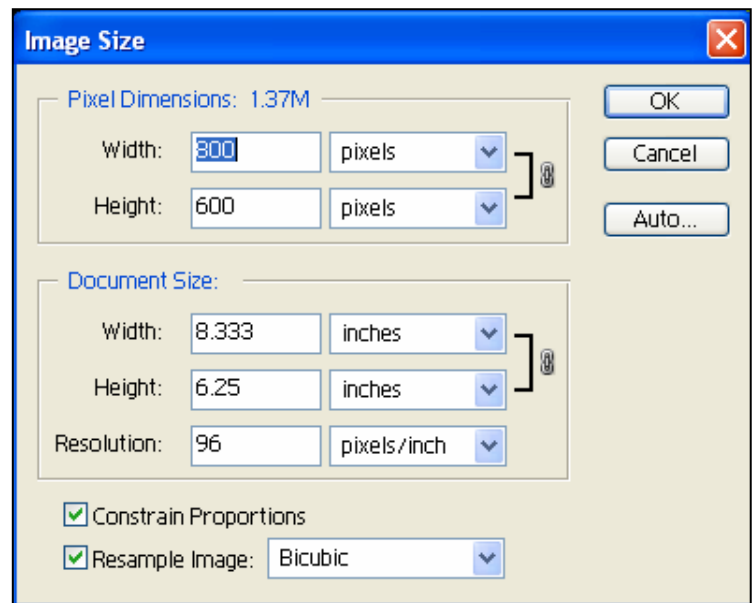 Image Size
Pixel Dimensions: 1.37M
OK
Width: 800 pixels
Cancel
Height: 600 pixels
Auto...
Document Size:
Width: 8.333 inches
Height: 6.25 inches
Resolution: 96 pixels/inch
Constrain Proportions
Resample Image: Bicubic